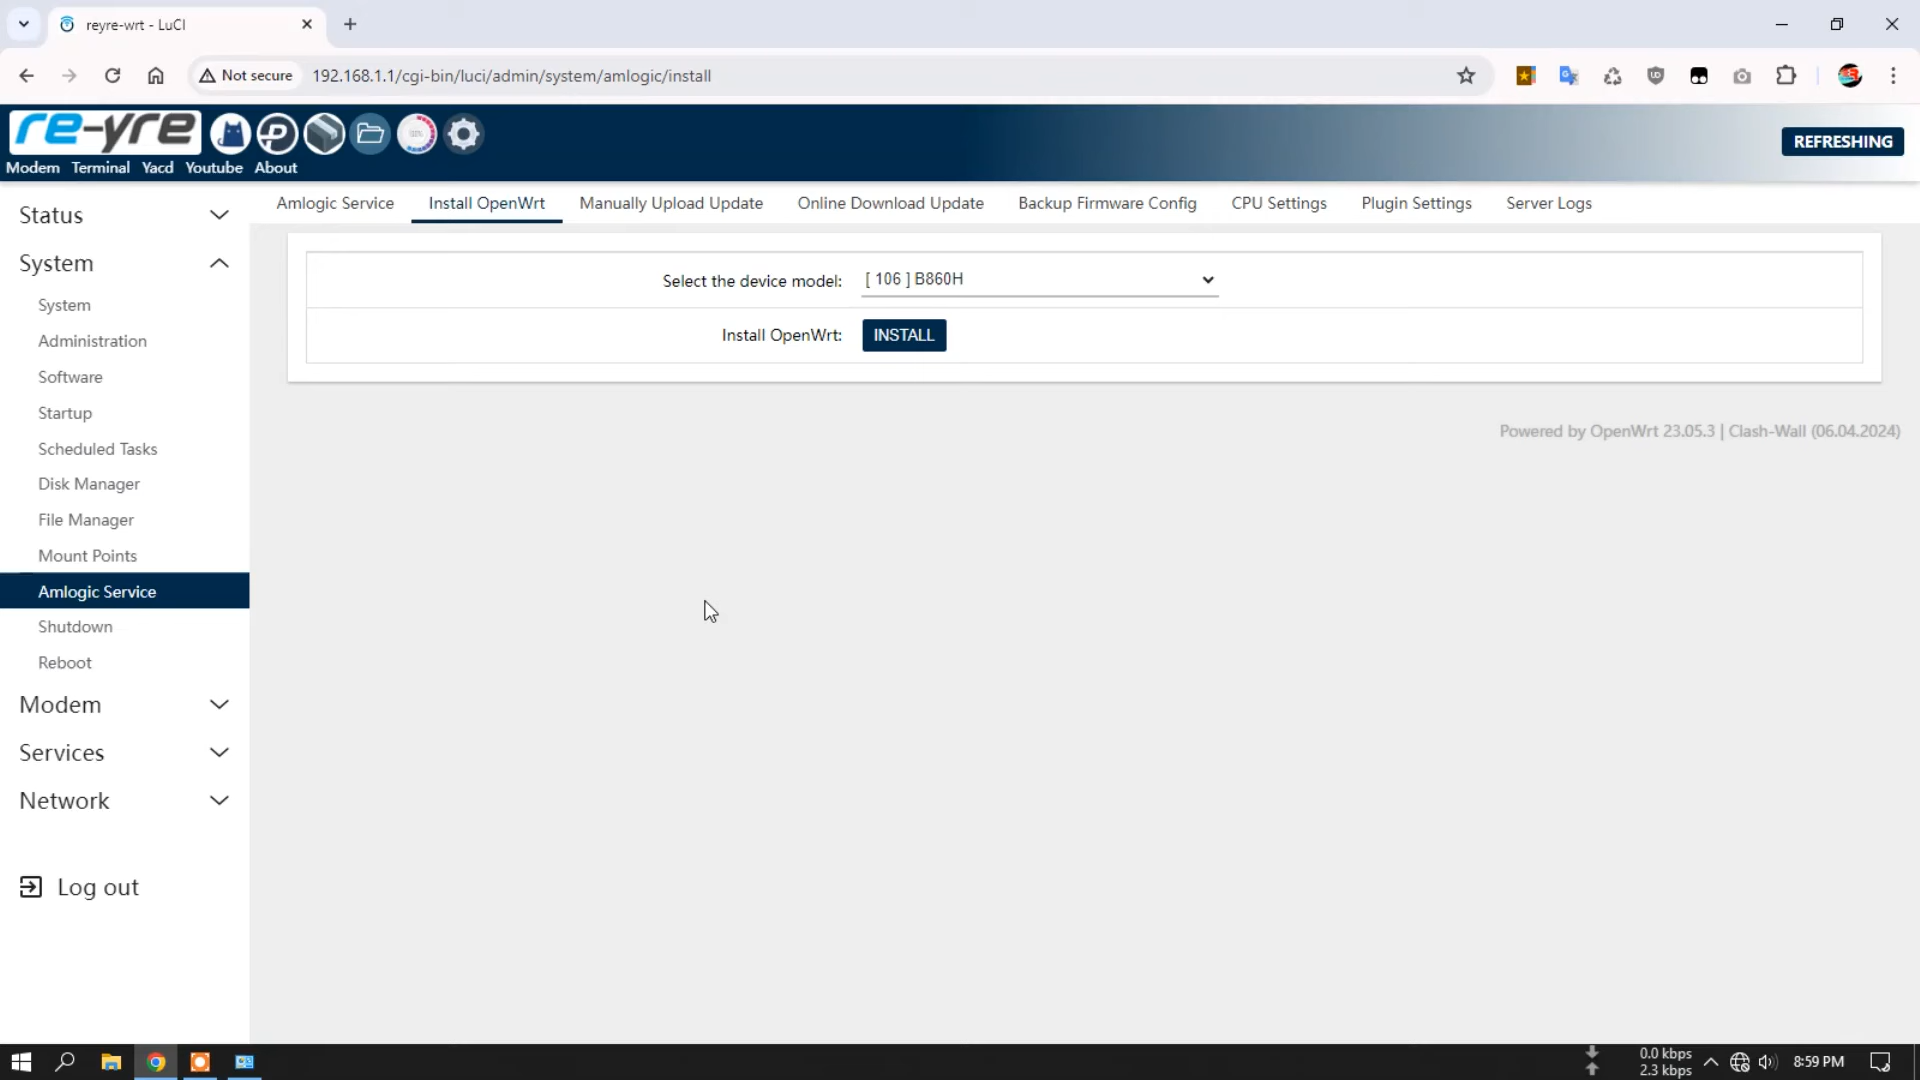 reyre-wrt - LuCI
Not secure
192.168.1.1/cgi-bin/luci/admin/system/amlogic/install
re-yre
100%
REFRESHING
Modem Terminal Yacd Youtube About
Status
System
System
Administration
Software
Startup
Scheduled Tasks
Disk Manager
File Manager
Mount Points
Amlogic Service
Shutdown
Reboot
Modem
Services
Network
Log out
Amlogic Service Install OpenWrt Manually Upload Update Online Download Update Backup Firmware Config CPU Settings Plugin Settings Server Logs
Select the device model: [ 106 ] B860H
Install OpenWrt: INSTALL
Powered by OpenWrt 23.05.3 | Clash-Wall (06.04.2024)
0.0 kbps
2.3 kbps
8:59 PM